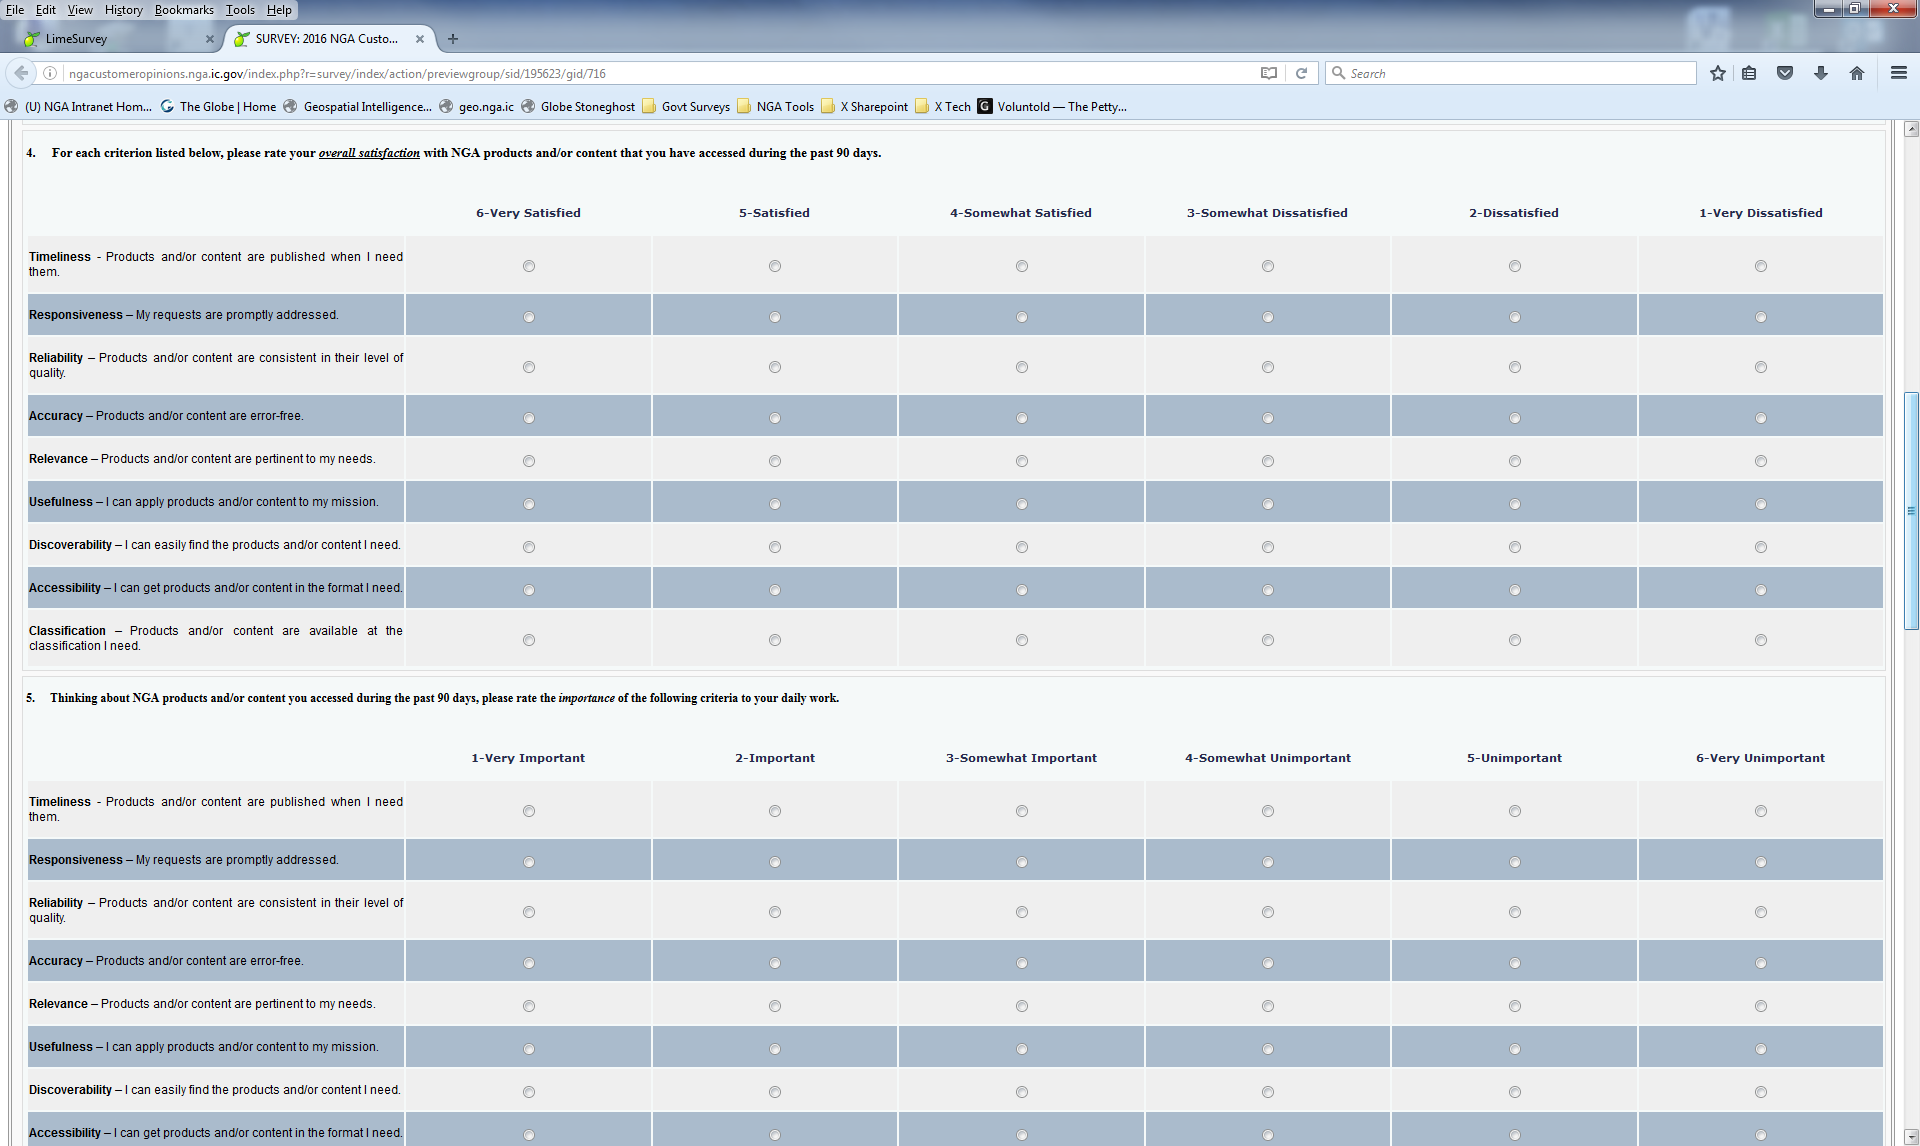 File Edit View History Bookmarks Tools Help
LimeSurvey × SURVEY: 2016 NGA Custo... × +
ngacustomeropinions.nga.ic.gov/index.php?r=survey/index/action/previewgroup/sid/195623/gid/716 Search
(U) NGA Intranet Hom... The Globe | Home Geospatial Intelligence... geo.nga.ic Globe Stoneghost Govt Surveys NGA Tools X Sharepoint X Tech G Voluntold — The Petty...
4. For each criterion listed below, please rate your overall satisfaction with NGA products and/or content that you have accessed during the past 90 days.
6-Very Satisfied 5-Satisfied 4-Somewhat Satisfied 3-Somewhat Dissatisfied 2-Dissatisfied 1-Very Dissatisfied
Timeliness - Products and/or content are published when I need
them.
Responsiveness – My requests are promptly addressed.
Reliability – Products and/or content are consistent in their level of
quality.
Accuracy – Products and/or content are error-free.
Relevance – Products and/or content are pertinent to my needs.
Usefulness – I can apply products and/or content to my mission.
Discoverability – I can easily find the products and/or content I need.
Accessibility – I can get products and/or content in the format I need.
Classification – Products and/or content are available at the
classification I need.
5. Thinking about NGA products and/or content you accessed during the past 90 days, please rate the importance of the following criteria to your daily work.
1-Very Important 2-Important 3-Somewhat Important 4-Somewhat Unimportant 5-Unimportant 6-Very Unimportant
Timeliness - Products and/or content are published when I need
them.
Responsiveness – My requests are promptly addressed.
Reliability – Products and/or content are consistent in their level of
quality.
Accuracy – Products and/or content are error-free.
Relevance – Products and/or content are pertinent to my needs.
Usefulness – I can apply products and/or content to my mission.
Discoverability – I can easily find the products and/or content I need.
Accessibility – I can get products and/or content in the format I need.